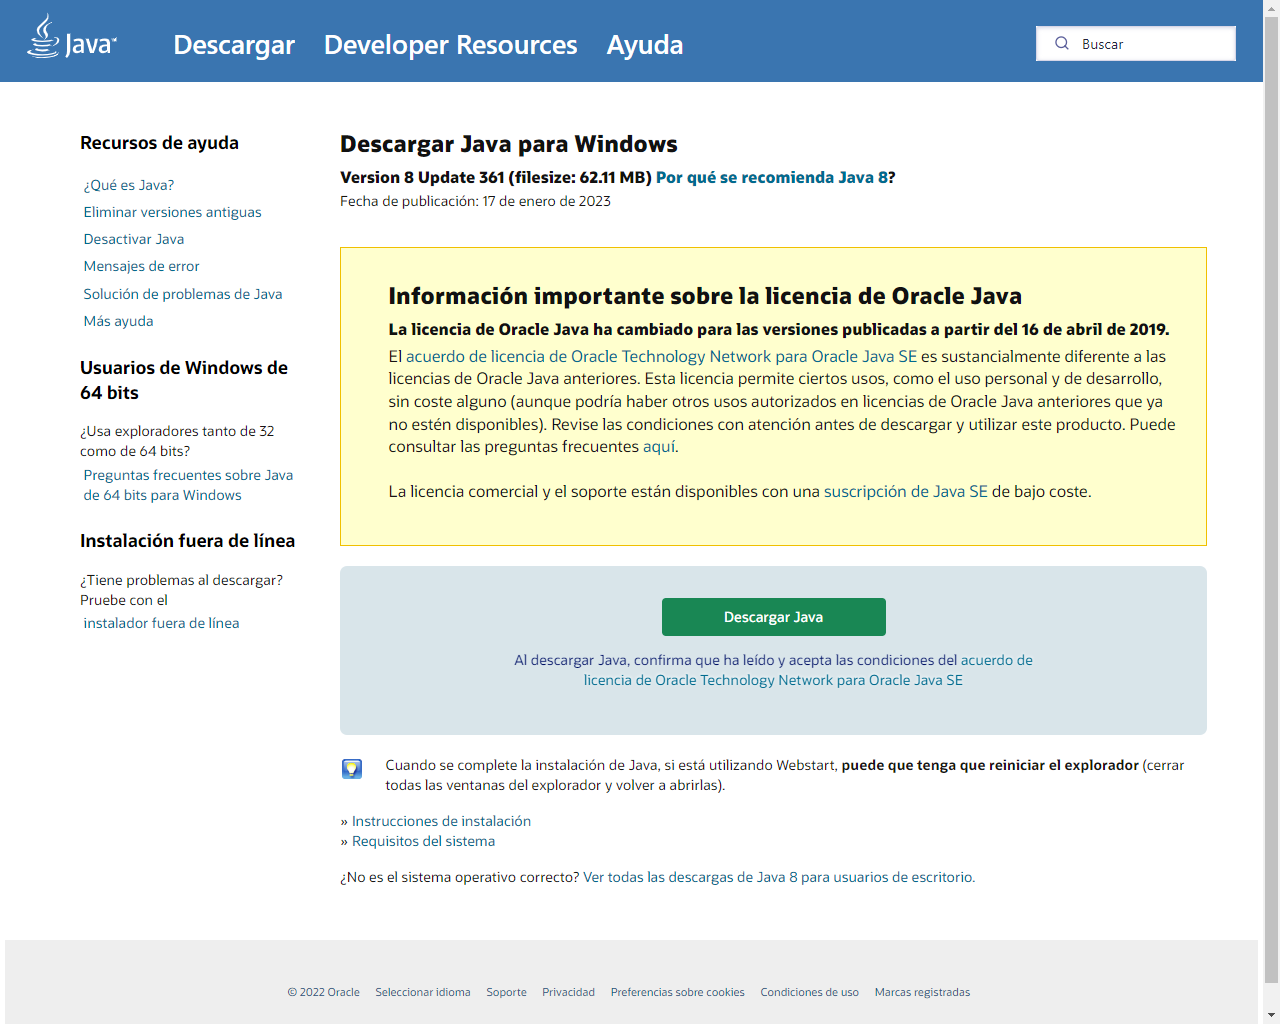 Java
Descargar Developer Resources Ayuda
Buscar
Recursos de ayuda
¿Qué es Java?
Eliminar versiones antiguas
Desactivar Java
Mensajes de error
Solución de problemas de Java
Más ayuda
Usuarios de Windows de
64 bits
¿Usa exploradores tanto de 32
como de 64 bits?
Preguntas frecuentes sobre Java
de 64 bits para Windows
Instalación fuera de línea
¿Tiene problemas al descargar?
Pruebe con el
instalador fuera de línea
Descargar Java para Windows
Version 8 Update 361 (filesize: 62.11 MB) Por qué se recomienda Java 8?
Fecha de publicación: 17 de enero de 2023
Información importante sobre la licencia de Oracle Java
La licencia de Oracle Java ha cambiado para las versiones publicadas a partir del 16 de abril de 2019.
El acuerdo de licencia de Oracle Technology Network para Oracle Java SE es sustancialmente diferente a las
licencias de Oracle Java anteriores. Esta licencia permite ciertos usos, como el uso personal y de desarrollo,
sin coste alguno (aunque podría haber otros usos autorizados en licencias de Oracle Java anteriores que ya
no estén disponibles). Revise las condiciones con atención antes de descargar y utilizar este producto. Puede
consultar las preguntas frecuentes aquí.
La licencia comercial y el soporte están disponibles con una suscripción de Java SE de bajo coste.
Descargar Java
Al descargar Java, confirma que ha leído y acepta las condiciones del acuerdo de
licencia de Oracle Technology Network para Oracle Java SE
Cuando se complete la instalación de Java, si está utilizando Webstart, puede que tenga que reiniciar el explorador (cerrar
todas las ventanas del explorador y volver a abrirlas).
» Instrucciones de instalación
» Requisitos del sistema
¿No es el sistema operativo correcto? Ver todas las descargas de Java 8 para usuarios de escritorio.
© 2022 Oracle Seleccionar idioma Soporte Privacidad Preferencias sobre cookies Condiciones de uso Marcas registradas